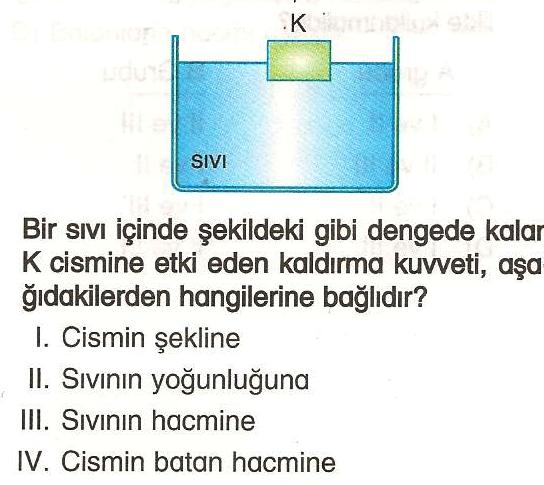 K
SIVI
Bir sıvı içinde şekildeki gibi dengede kalan
K cismine etki eden kaldırma kuvveti, aşa-
ğıdakilerden hangilerine bağlıdır?
I. Cismin şekline
II. Sıvının yoğunluğuna
III. Sıvının hacmine
IV. Cismin batan hacmine